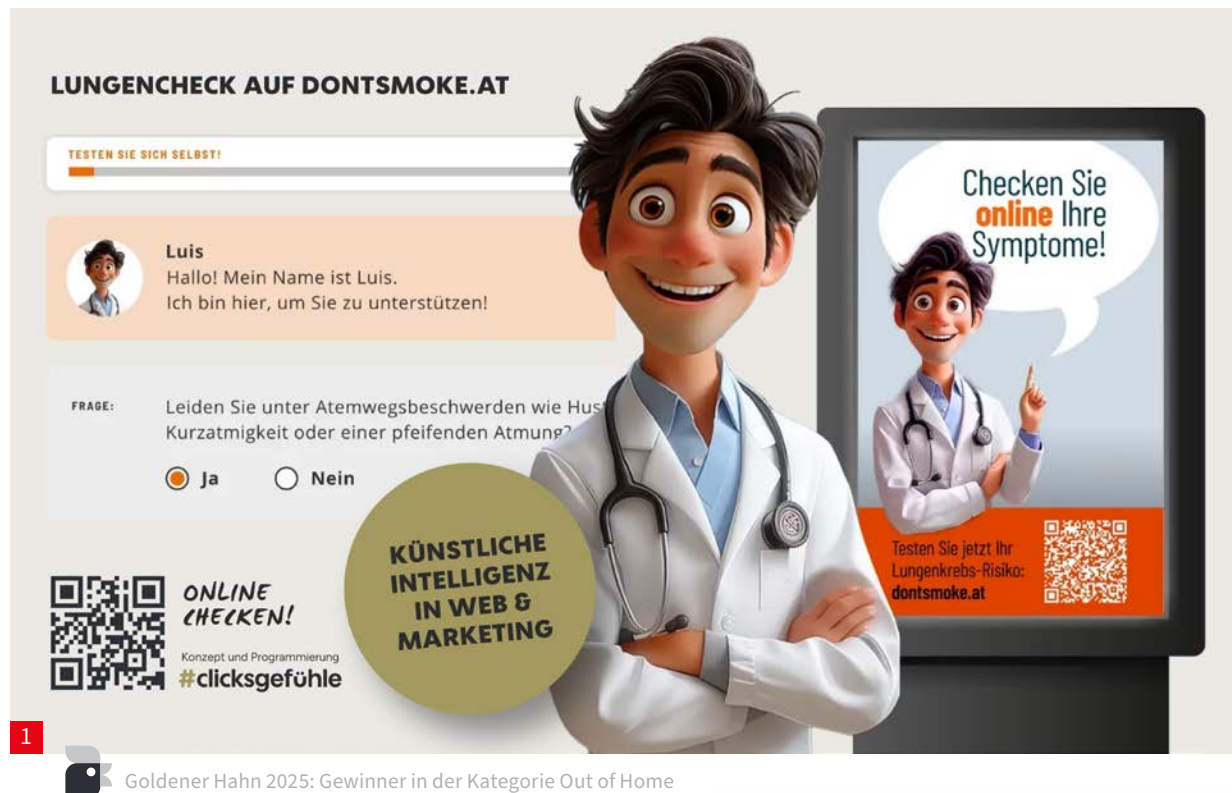 LUNGENCHECK AUF DONTSMOKE.AT
TESTEN SIE SICH SELBST!
Luis
Hallo! Mein Name ist Luis.
Ich bin hier, um Sie zu unterstützen!
FRAGE:
Leiden Sie unter Atemwegsbeschwerden wie
Kurzatmigkeit oder einer pfeifenden Atmung?
Ja
Nein
KÜNSTLICHE
INTELLIGENZ
IN WEB &
MARKETING
ONLINE
CHECKEN!
Konzept und Programmierung
#clicksgefühle
Checken Sie
online Ihre
Symptome!
Testen Sie jetzt Ihr
Lungenkrebs-Risiko:
dontsmoke.at
1
Goldener Hahn 2025: Gewinner in der Kategorie Out of Home